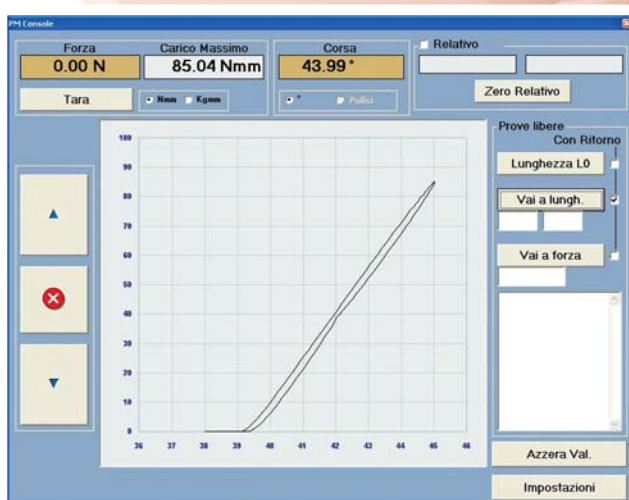 PM Console
Forza
Carico Massimo
Corsa
Relativo
0.00 N
85.04 Nmm
43.99°
Tara
Nmm
Kgmm
°
Pulisi
Zero Relativo
Prove libere
Con Ritorno
Lunghezza L0
Vai a lungh.
Vai a forza
100
90
80
70
60
50
40
30
20
10
0
36 37 38 39 40 41 42 43 44 45 46
Azzera Val.
Impostazioni